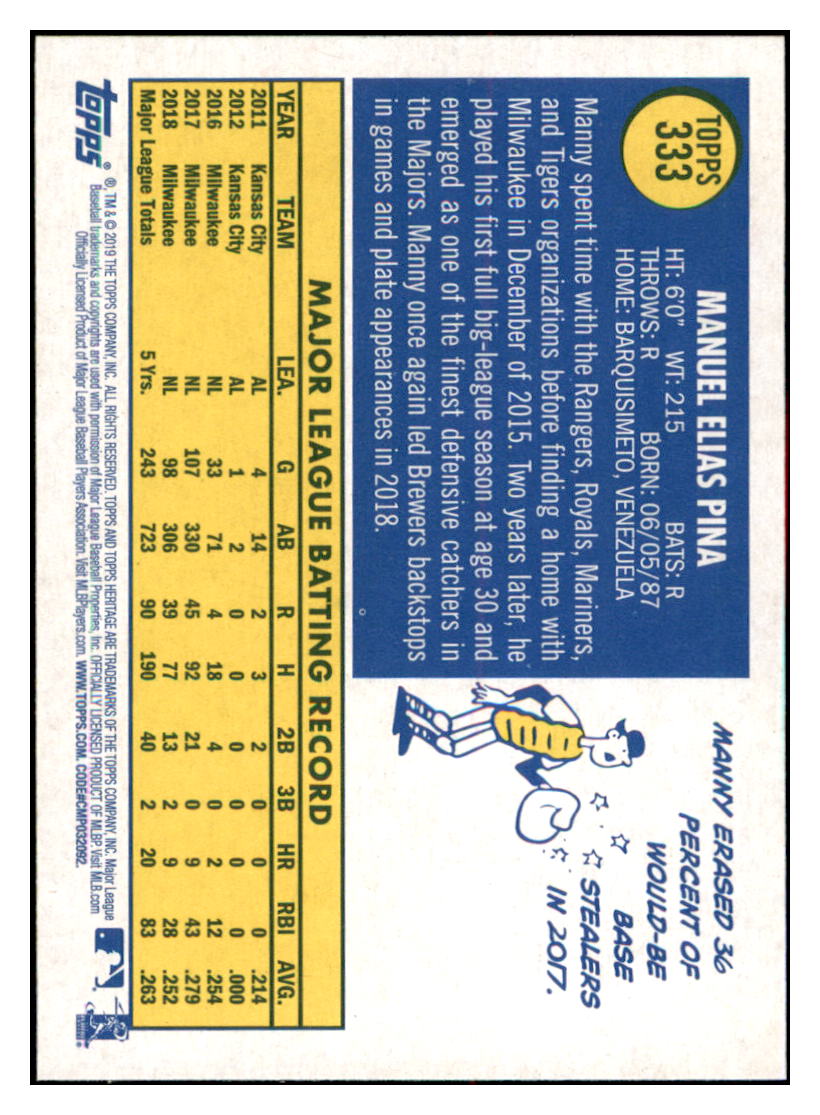 TOPPS
333
MANUEL ELIAS PINA
HT: 6'0" WT: 215 BATS: R
THROWS: R BORN: 06/05/87
HOME: BARQUISIMETO, VENEZUELA
Manny spent time with the Rangers, Royals, Mariners,
and Tigers organizations before finding a home with
Milwaukee in December of 2015. Two years later, he
played his first full big-league season at age 30 and
emerged as one of the finest defensive catchers in
the Majors. Manny once again led Brewers backstops
in games and plate appearances in 2018.
MANNY ERASED 36
PERCENT OF
WOULD-BE
BASE
STEALERS
IN 2017.
MAJOR LEAGUE BATTING RECORD
YEAR TEAM LEA. G AB R H 2B 3B HR RBI AVG.
2011 Kansas City AL 4 14 2 3 2 0 0 0 .214
2012 Kansas City AL 1 2 0 0 0 0 0 0 .000
2016 Milwaukee NL 33 71 4 18 4 0 2 12 .254
2017 Milwaukee NL 107 330 45 92 21 0 9 43 .279
2018 Milwaukee NL 98 306 39 77 13 2 9 28 .252
Major League Totals 5 Yrs. 243 723 90 190 40 2 20 83 .263
topps®
®, TM & © 2019 THE TOPPS COMPANY, INC. ALL RIGHTS RESERVED. TOPPS AND TOPPS HERITAGE ARE TRADEMARKS OF THE TOPPS COMPANY, INC. Major League
Baseball trademarks and copyrights are used with permission of Major League Baseball Properties, Inc. OFFICIALLY LICENSED PRODUCT OF MLBP. Visit MLB.com
Officially Licensed Product of Major League Baseball Players Association. Visit MLBPlayers.com. WWW.TOPPS.COM. CODE#CMP032092.